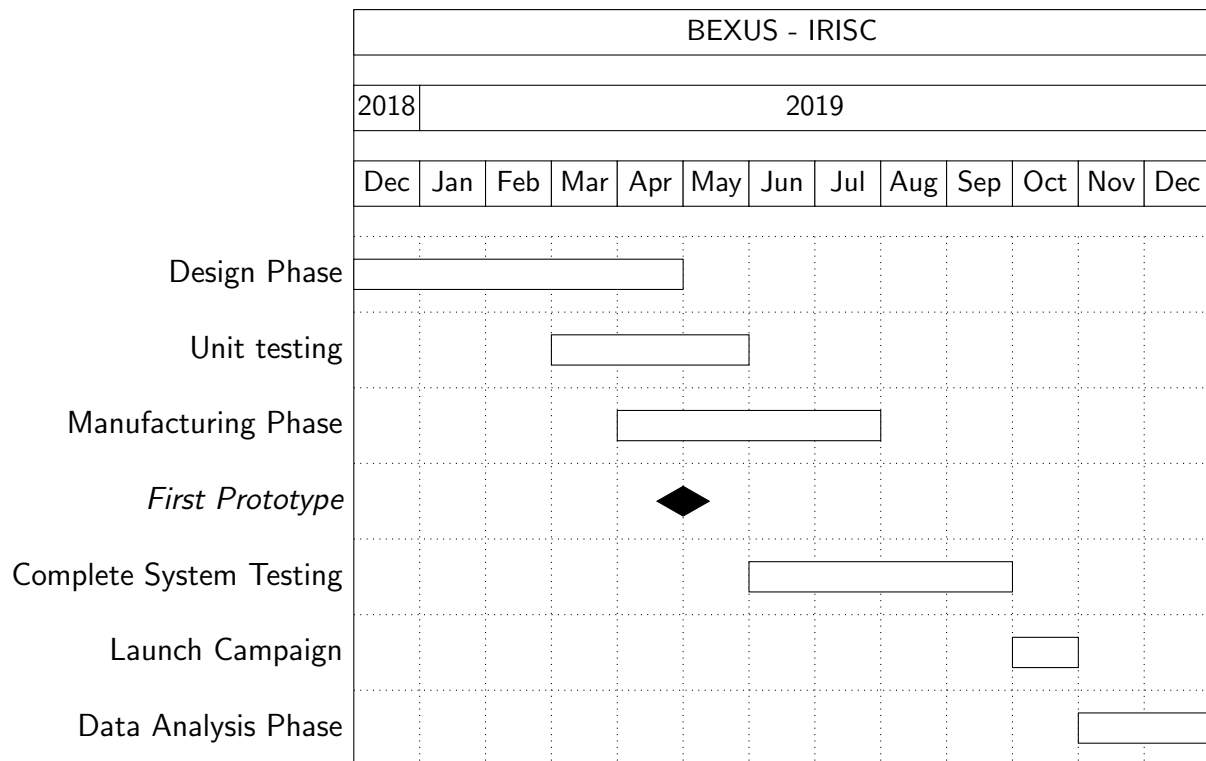 BEXUS - IRISC
2018 2019
Dec Jan Feb Mar Apr May Jun Jul Aug Sep Oct Nov Dec
Design Phase
Unit testing
Manufacturing Phase
First Prototype
Complete System Testing
Launch Campaign
Data Analysis Phase